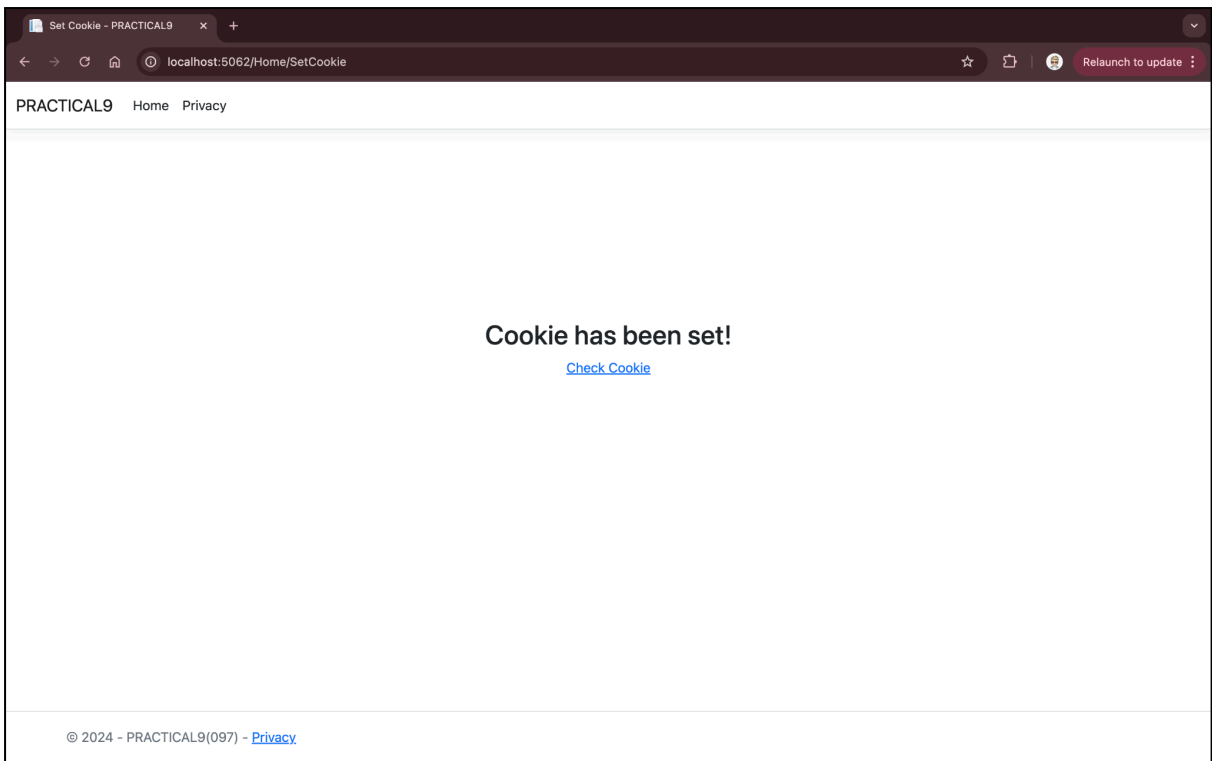 Set Cookie - PRACTICAL9
localhost:5062/Home/SetCookie
Relaunch to update
PRACTICAL9 Home Privacy
Cookie has been set!
Check Cookie
© 2024 - PRACTICAL9(097) - Privacy